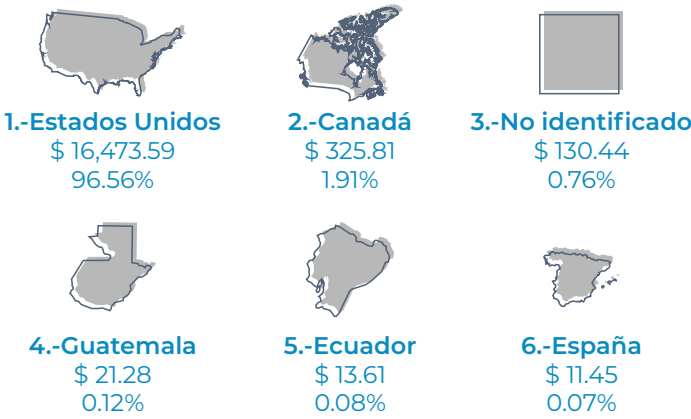 1.-Estados Unidos
$ 16,473.59
96.56%
2.-Canadá
$ 325.81
1.91%
3.-No identificado
$ 130.44
0.76%
4.-Guatemala
$ 21.28
0.12%
5.-Ecuador
$ 13.61
0.08%
6.-España
$ 11.45
0.07%